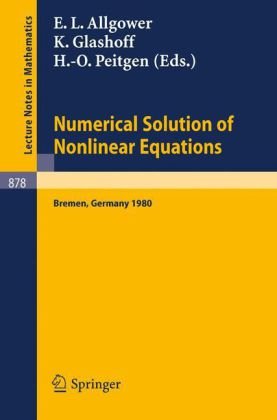 E. L. Allgower
K. Glashoff
H.-O. Peitgen (Eds.)
Lecture Notes in Mathematics
878
Numerical Solution of
Nonlinear Equations
Bremen, Germany 1980
Springer